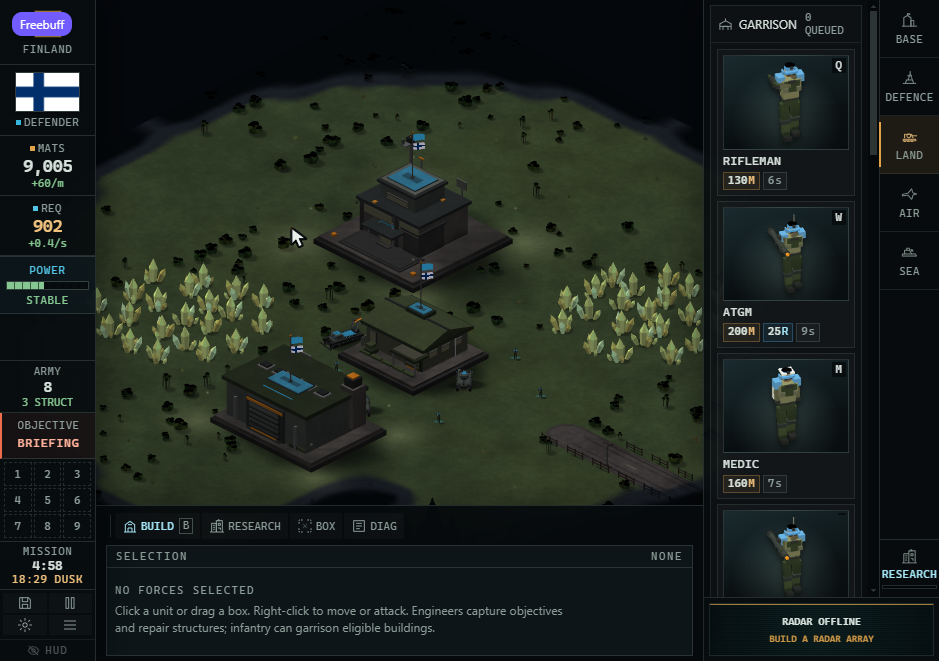 Freebuff
FINLAND
DEFENDER
MATS
9,005
+60/m
REQ
902
+0.4/s
POWER
STABLE
ARMY
8
3 STRUCT
OBJECTIVE
BRIEFING
1 2 3
4 5 6
7 8 9
MISSION
4:58
18:29 DUSK
HUD
BUILD B RESEARCH BOX DIAG
SELECTION NONE
NO FORCES SELECTED
Click a unit or drag a box. Right-click to move or attack. Engineers capture objectives
and repair structures; infantry can garrison eligible buildings.
GARRISON 0 QUEUED
Q
RIFLEMAN
130M 6s
W
ATGM
200M 25R 9s
M
MEDIC
160M 7s
BASE
DEFENCE
LAND
AIR
SEA
RESEARCH
RADAR OFFLINE
BUILD A RADAR ARRAY